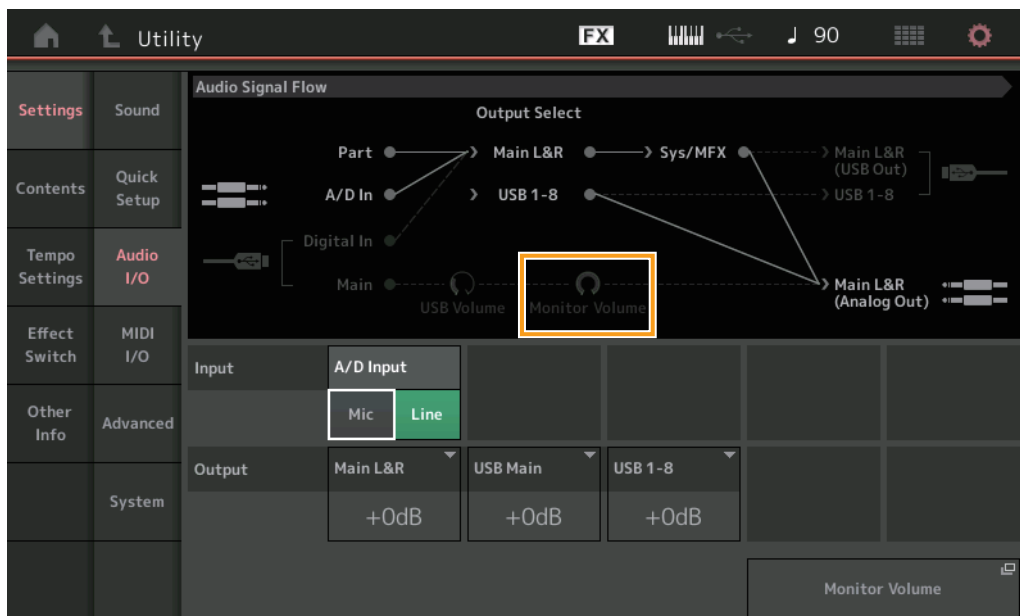 Utility
FX
♩ 90
Settings
Sound
Contents
Quick
Setup
Tempo
Settings
Audio
I/O
Effect
Switch
MIDI
I/O
Other
Info
Advanced
System
Audio Signal Flow
Output Select
Part
Main L&R
Sys/MFX
Main L&R
(USB Out)
A/D In
USB 1-8
USB 1-8
Digital In
Main
USB Volume
Monitor Volume
Main L&R
(Analog Out)
Input
A/D Input
Mic
Line
Output
Main L&R
USB Main
USB 1-8
+0dB
+0dB
+0dB
Monitor Volume